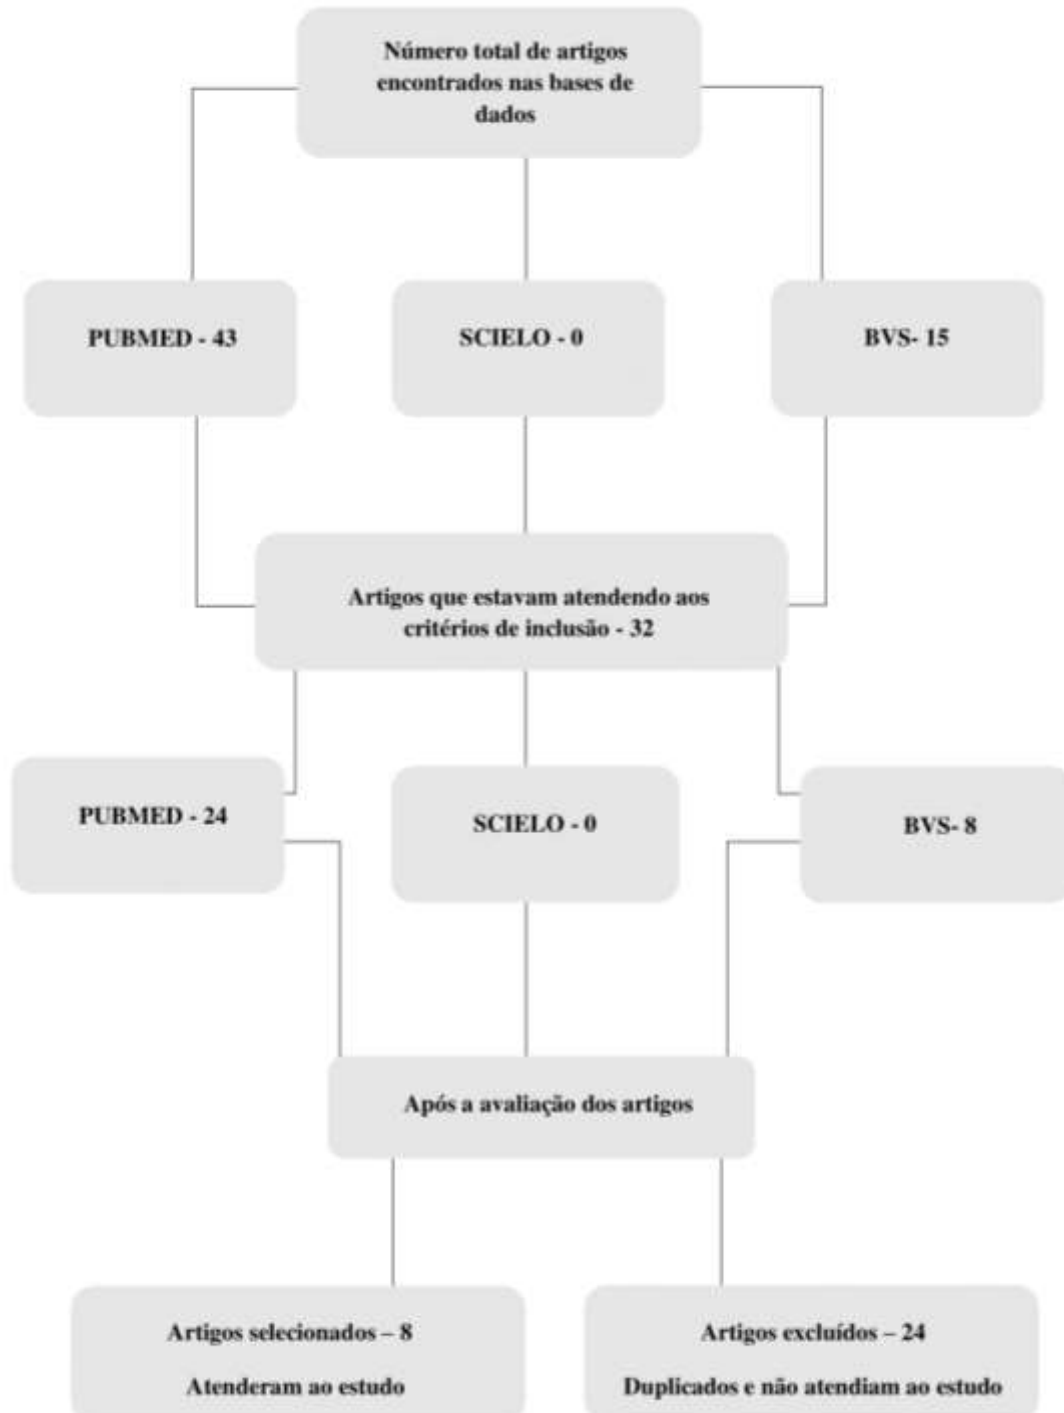 Número total de artigos
encontrados nas bases de
dados
PUBMED - 43
SCIELO - 0
BVS- 15
Artigos que estavam atendendo aos
critérios de inclusão - 32
PUBMED - 24
SCIELO - 0
BVS- 8
Após a avaliação dos artigos
Artigos selecionados – 8
Atenderam ao estudo
Artigos excluídos – 24
Duplicados e não atendiam ao estudo